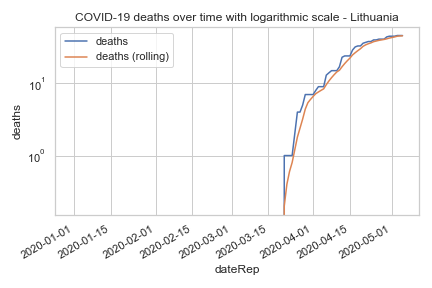 COVID-19 deaths over time with logarithmic scale - Lithuania
deaths
deaths (rolling)
deaths
10¹
10⁰
2020-01-01
2020-01-15
2020-02-01
2020-02-15
2020-03-01
2020-03-15
2020-04-01
2020-04-15
2020-05-01
dateRep